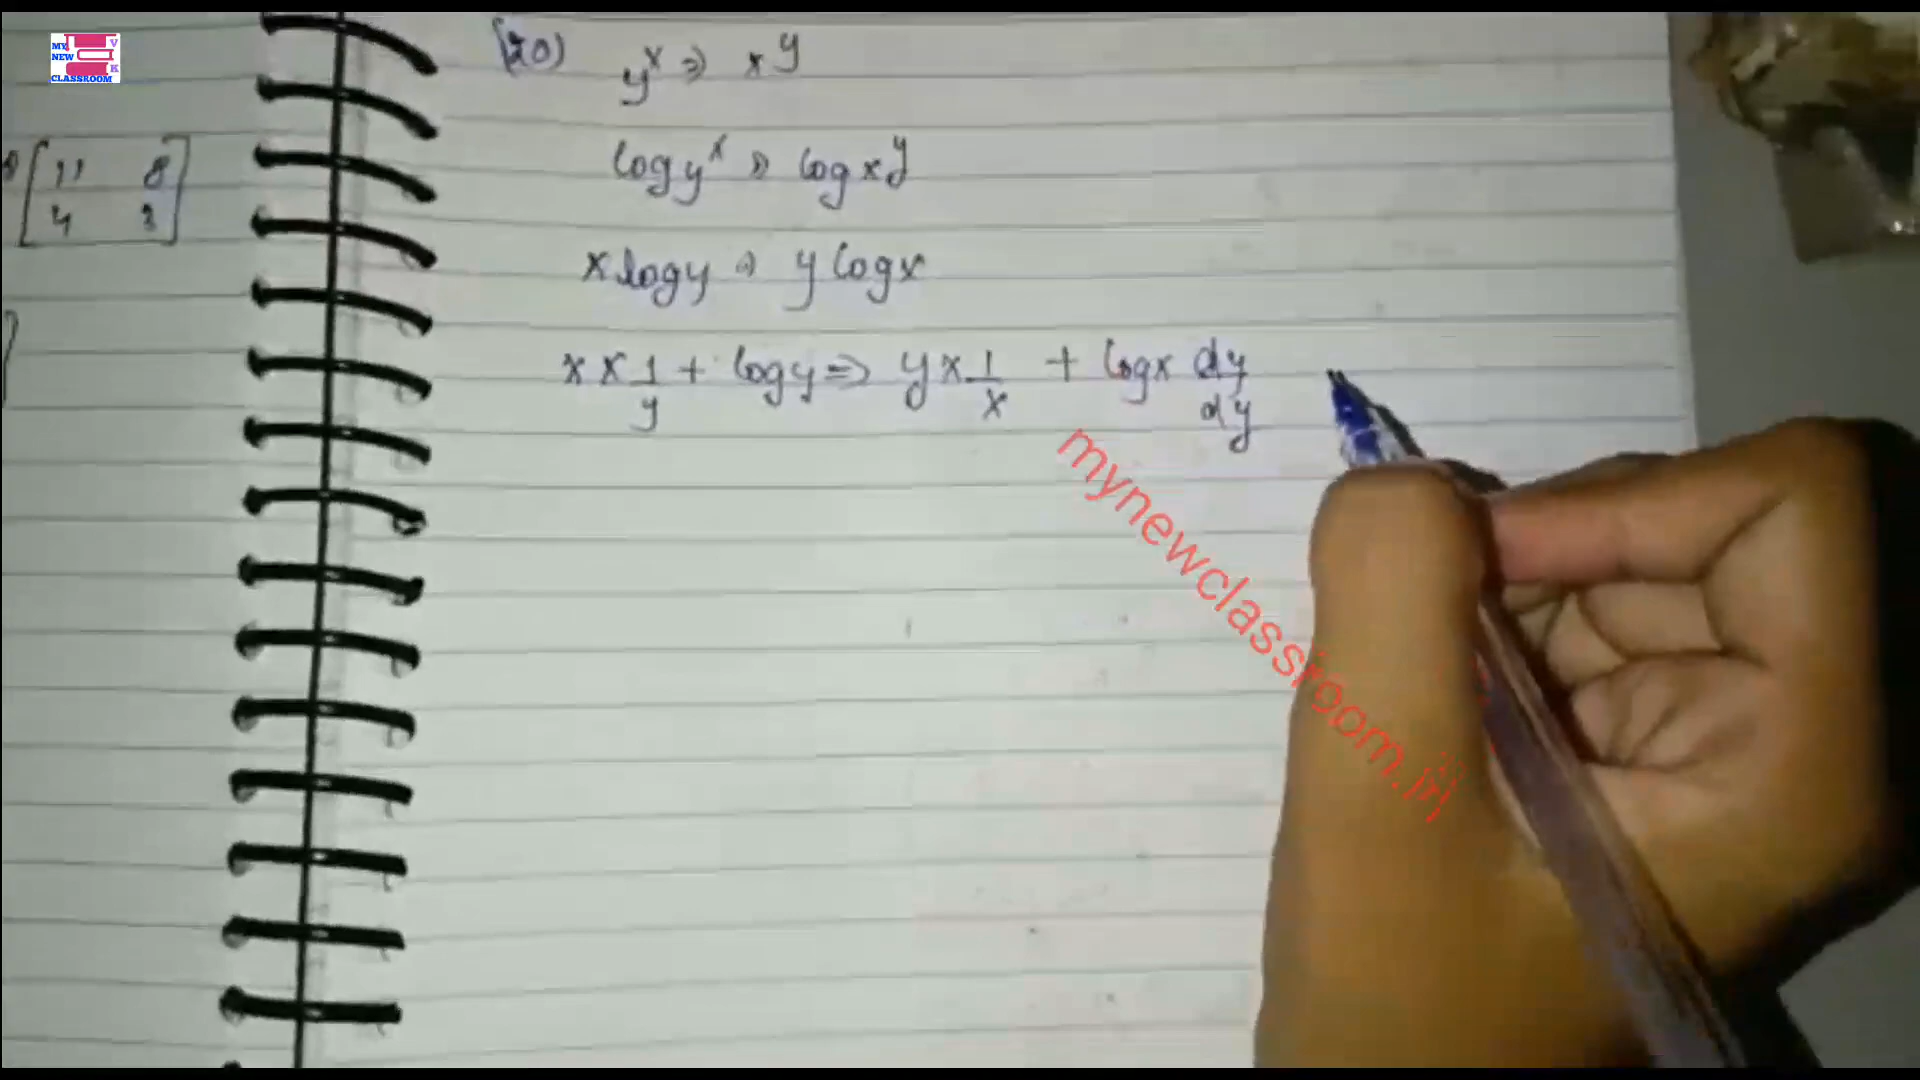 MY NEW CLASSROOM VK
11 8
4 3
(20) y^x ⇒ x^y
log y^x ⇒ log x^y
x log y ⇒ y log x
x × 1/y + log y ⇒ y × 1/x + log x dy/dy
mynewclassroom.in